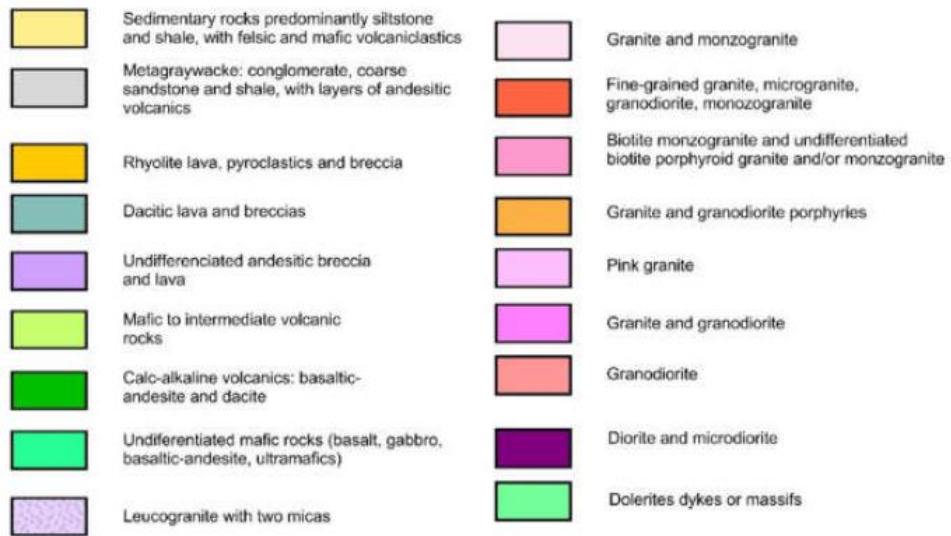 Sedimentary rocks predominantly siltstone
and shale, with felsic and mafic volcaniclastics
Metagraywacke: conglomerate, coarse
sandstone and shale, with layers of andesitic
volcanics
Rhyolite lava, pyroclastics and breccia
Dacitic lava and breccias
Undifferenciated andesitic breccia
and lava
Mafic to intermediate volcanic
rocks
Calc-alkaline volcanics: basaltic-
andesite and dacite
Undiferentiated mafic rocks (basalt, gabbro,
basaltic-andesite, ultramafics)
Leucogranite with two micas
Granite and monzogranite
Fine-grained granite, microgranite,
granodiorite, monozogranite
Biotite monzogranite and undifferentiated
biotite porphyroid granite and/or monzogranite
Granite and granodiorite porphyries
Pink granite
Granite and granodiorite
Granodiorite
Diorite and microdiorite
Dolerites dykes or massifs